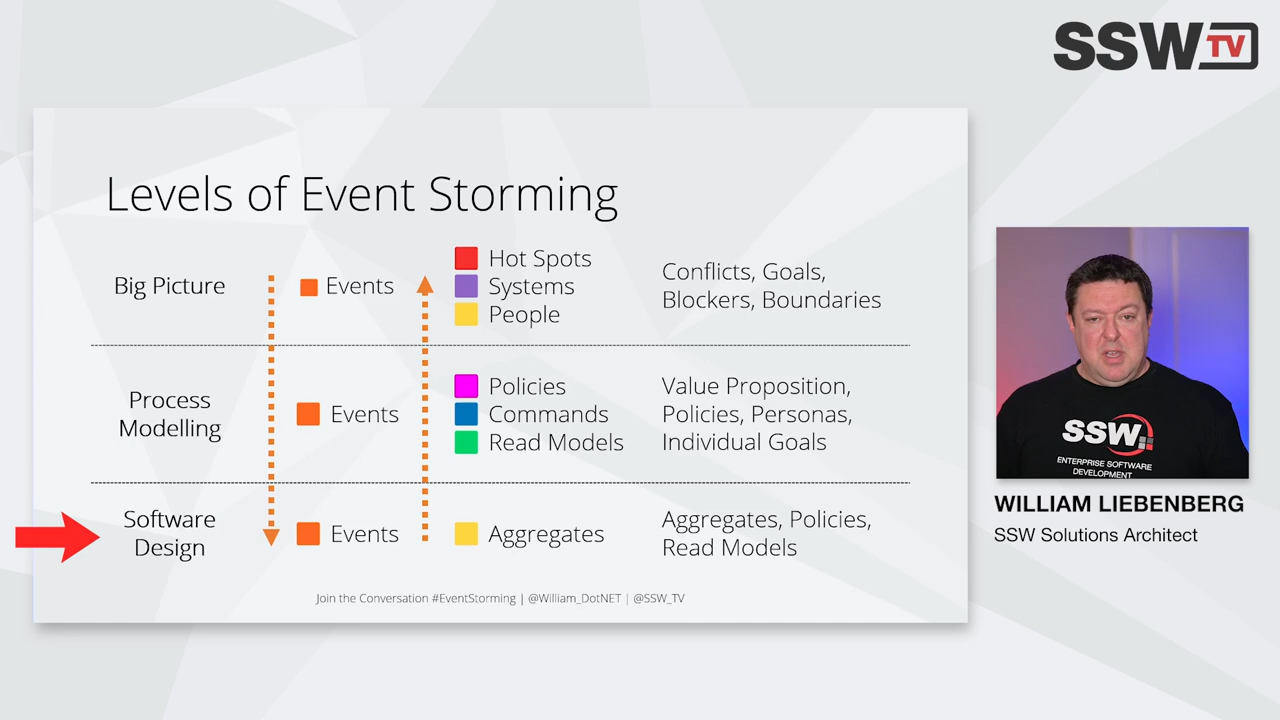 SSW TV
Levels of Event Storming
Big Picture
Events
Hot Spots
Systems
People
Conflicts, Goals,
Blockers, Boundaries
Process
Modelling
Events
Policies
Commands
Read Models
Value Proposition,
Policies, Personas,
Individual Goals
Software
Design
Events
Aggregates
Aggregates, Policies,
Read Models
Join the Conversation #EventStorming | @William_DotNET | @SSW_TV
SSW
ENTERPRISE SOFTWARE
DEVELOPMENT
WILLIAM LIEBENBERG
SSW Solutions Architect